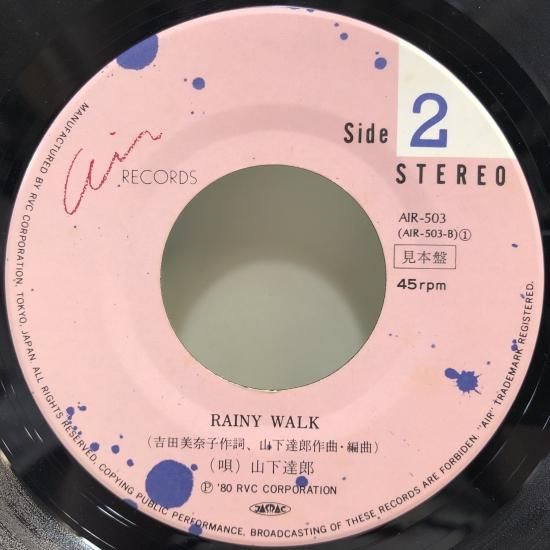 Side 2
STEREO
Air RECORDS
AIR-503
(AIR-503-B)①
見本盤
45rpm
RAINY WALK
(吉田美奈子作詞、山下達郎作曲・編曲)
(唄)山下達郎
Ⓟ '80 RVC CORPORATION
JASRAC
MANUFACTURED BY RVC CORPORATION, TOKYO, JAPAN. ALL RIGHTS RESERVED. COPYING PUBLIC PERFORMANCE, BROADCASTING OF THESE RECORDS ARE FORBIDDEN. "AIR" TRADEMARK REGISTERED.